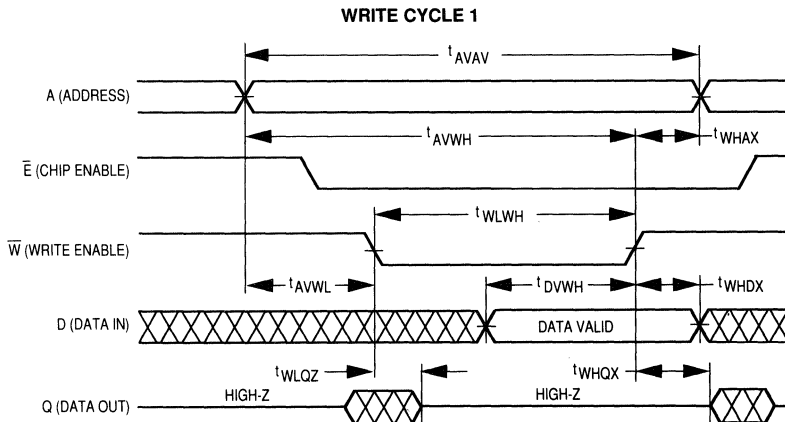 WRITE CYCLE 1
tAVAV
A (ADDRESS)
tAVWH
tWHAX
E (CHIP ENABLE)
tWLWH
W (WRITE ENABLE)
tAVWL
tDVWH
tWHDX
D (DATA IN)
DATA VALID
tWLQZ
tWHQX
Q (DATA OUT)
HIGH-Z
HIGH-Z